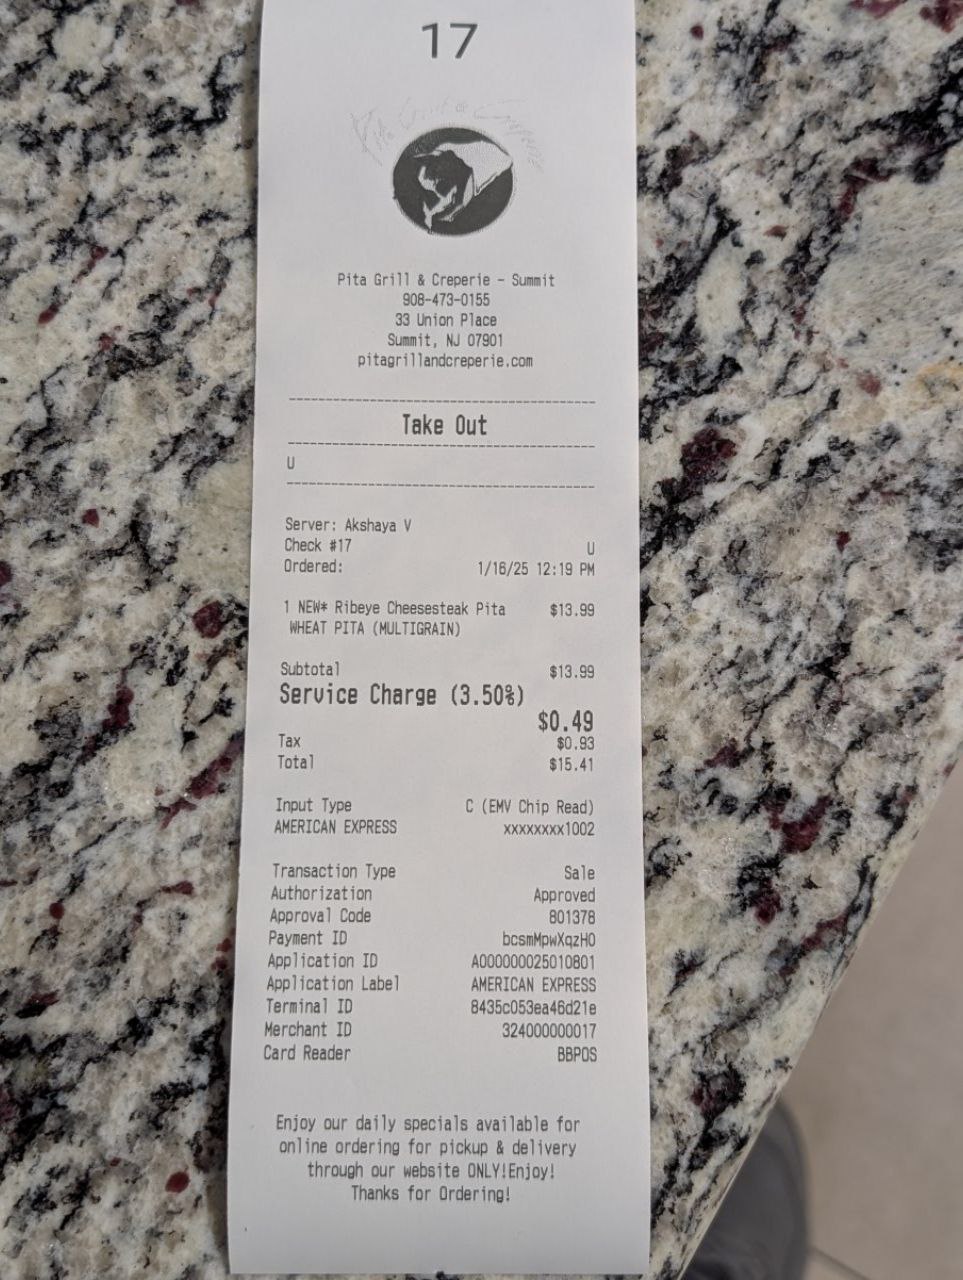 17
Pita Grill & Creperie
Pita Grill & Creperie - Summit
908-473-0155
33 Union Place
Summit, NJ 07901
pitagrillandcreperie.com
Take Out
U
Server: Akshaya V
Check #17 U
Ordered: 1/16/25 12:19 PM
1 NEW* Ribeye Cheesesteak Pita $13.99
WHEAT PITA (MULTIGRAIN)
Subtotal $13.99
Service Charge (3.50%)
$0.49
Tax $0.93
Total $15.41
Input Type C (EMV Chip Read)
AMERICAN EXPRESS xxxxxxxx1002
Transaction Type Sale
Authorization Approved
Approval Code 801378
Payment ID bcsmMpwXqzH0
Application ID A000000025010801
Application Label AMERICAN EXPRESS
Terminal ID 8435c053ea46d21e
Merchant ID 324000000017
Card Reader BBPOS
Enjoy our daily specials available for
online ordering for pickup & delivery
through our website ONLY!Enjoy!
Thanks for Ordering!